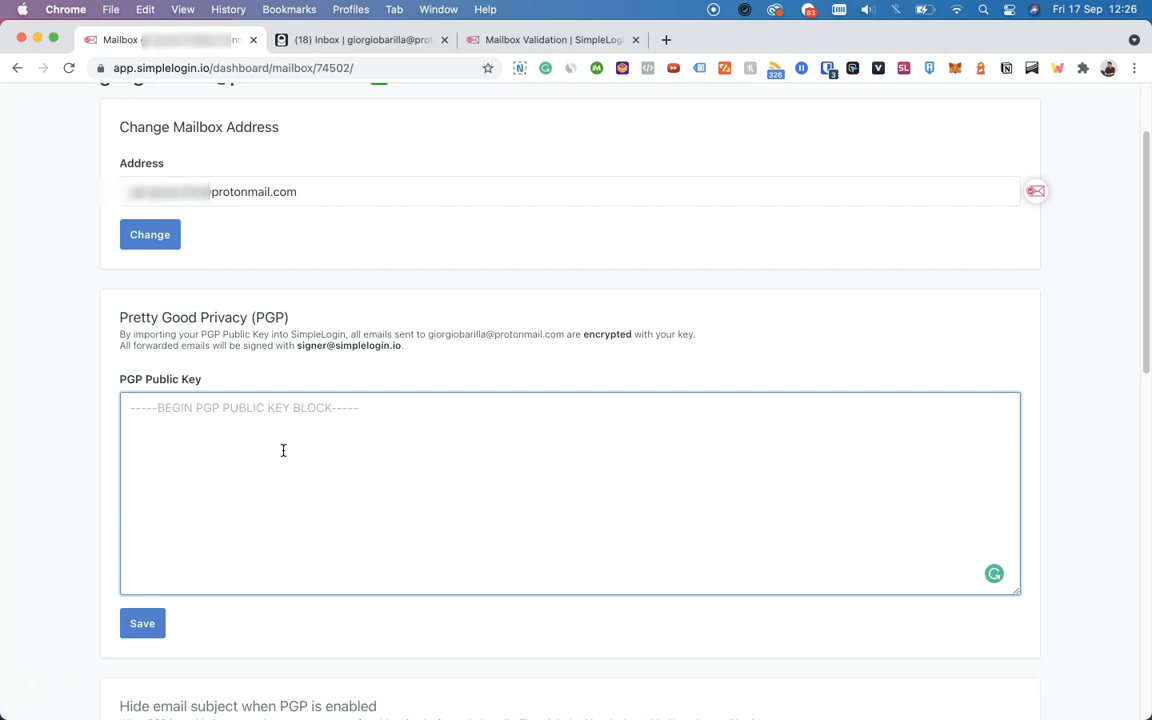 Chrome File Edit View History Bookmarks Profiles Tab Window Help 63 Fri 17 Sep 12:26
Mailbox (18) Inbox | giorgiobarilla@prot Mailbox Validation | SimpleLogi
app.simplelogin.io/dashboard/mailbox/74502/ 326 3
Change Mailbox Address
Address
protonmail.com
Change
Pretty Good Privacy (PGP)
By importing your PGP Public Key into SimpleLogin, all emails sent to giorgiobarilla@protonmail.com are encrypted with your key.
All forwarded emails will be signed with signer@simplelogin.io.
PGP Public Key
-----BEGIN PGP PUBLIC KEY BLOCK-----
Save
Hide email subject when PGP is enabled